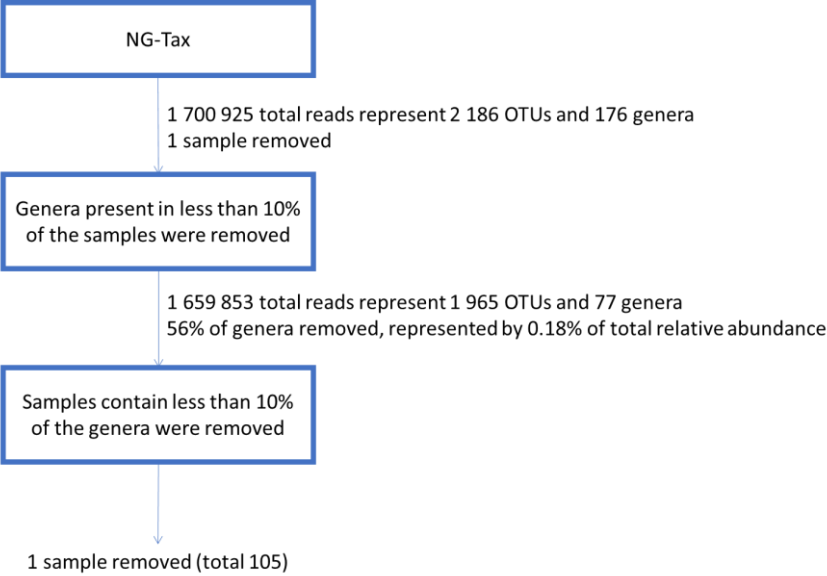 NG-Tax
1 700 925 total reads represent 2 186 OTUs and 176 genera
1 sample removed
Genera present in less than 10%
of the samples were removed
1 659 853 total reads represent 1 965 OTUs and 77 genera
56% of genera removed, represented by 0.18% of total relative abundance
Samples contain less than 10%
of the genera were removed
1 sample removed (total 105)